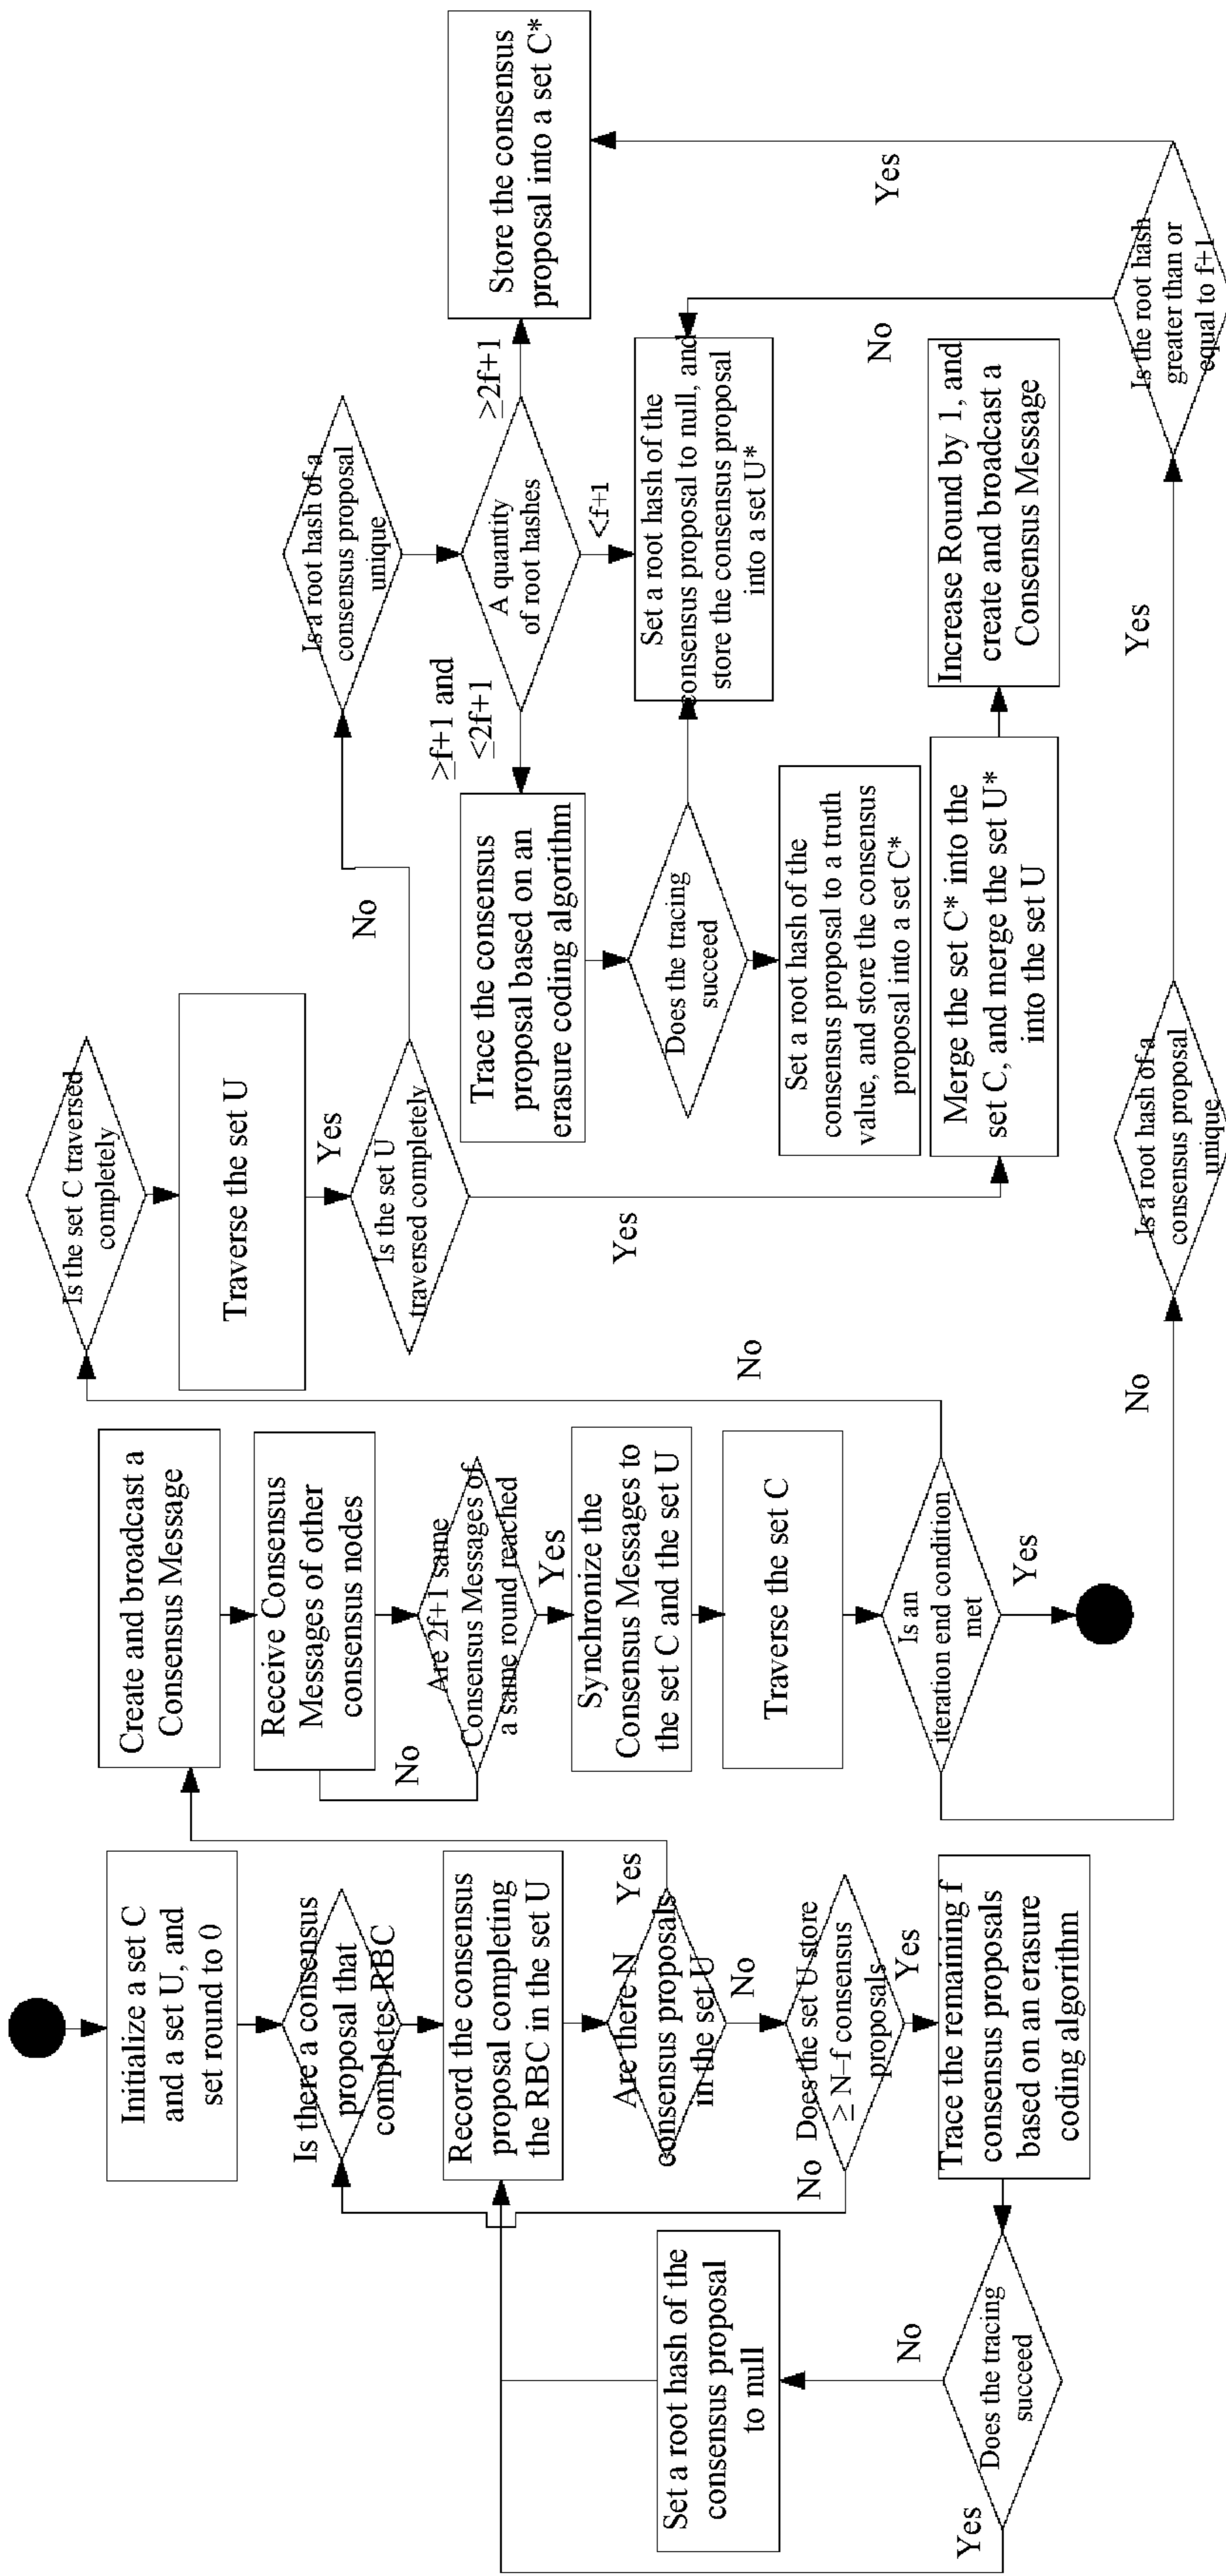 Initialize a set C
and a set U, and
set round to 0
Is there a consensus
proposal that
completes RBC
Record the consensus
proposal completing
the RBC in the set U
Yes
Are there N
consensus proposals
in the set U
No
No
Does the set U store
≥ N−f consensus
proposals
Yes
Trace the remaining f
consensus proposals
based on an erasure
coding algorithm
Set a root hash of the
consensus proposal
to null
No
Does the tracing
succeed
Yes
Create and broadcast a
Consensus Message
Receive Consensus
Messages of other
consensus nodes
No
Are 2f+1 same
Consensus Messages of
a same round reached
Yes
Synchronize the
Consensus Messages to
the set C and the set U
Traverse the set C
No
Is an
iteration end condition
met
Yes
No
Is the set C traversed
completely
Traverse the set U
Yes
Is the set U
traversed completely
No
Yes
Is a root hash of a
consensus proposal
unique
≥f+1 and
≤2f+1
A quantity
of root hashes
≥2f+1
<f+1
Store the consensus
proposal into a set C*
Trace the consensus
proposal based on an
erasure coding algorithm
Does the tracing
succeed
Set a root hash of the
consensus proposal to null, and
store the consensus proposal
into a set U*
Set a root hash of the
consensus proposal to a truth
value, and store the consensus
proposal into a set C*
Merge the set C* into the
set C, and merge the set U*
into the set U
Increase Round by 1, and
create and broadcast a
Consensus Message
Is a root hash of a
consensus proposal
unique
Yes
Is the root hash
greater than or
equal to f+1
No
Yes